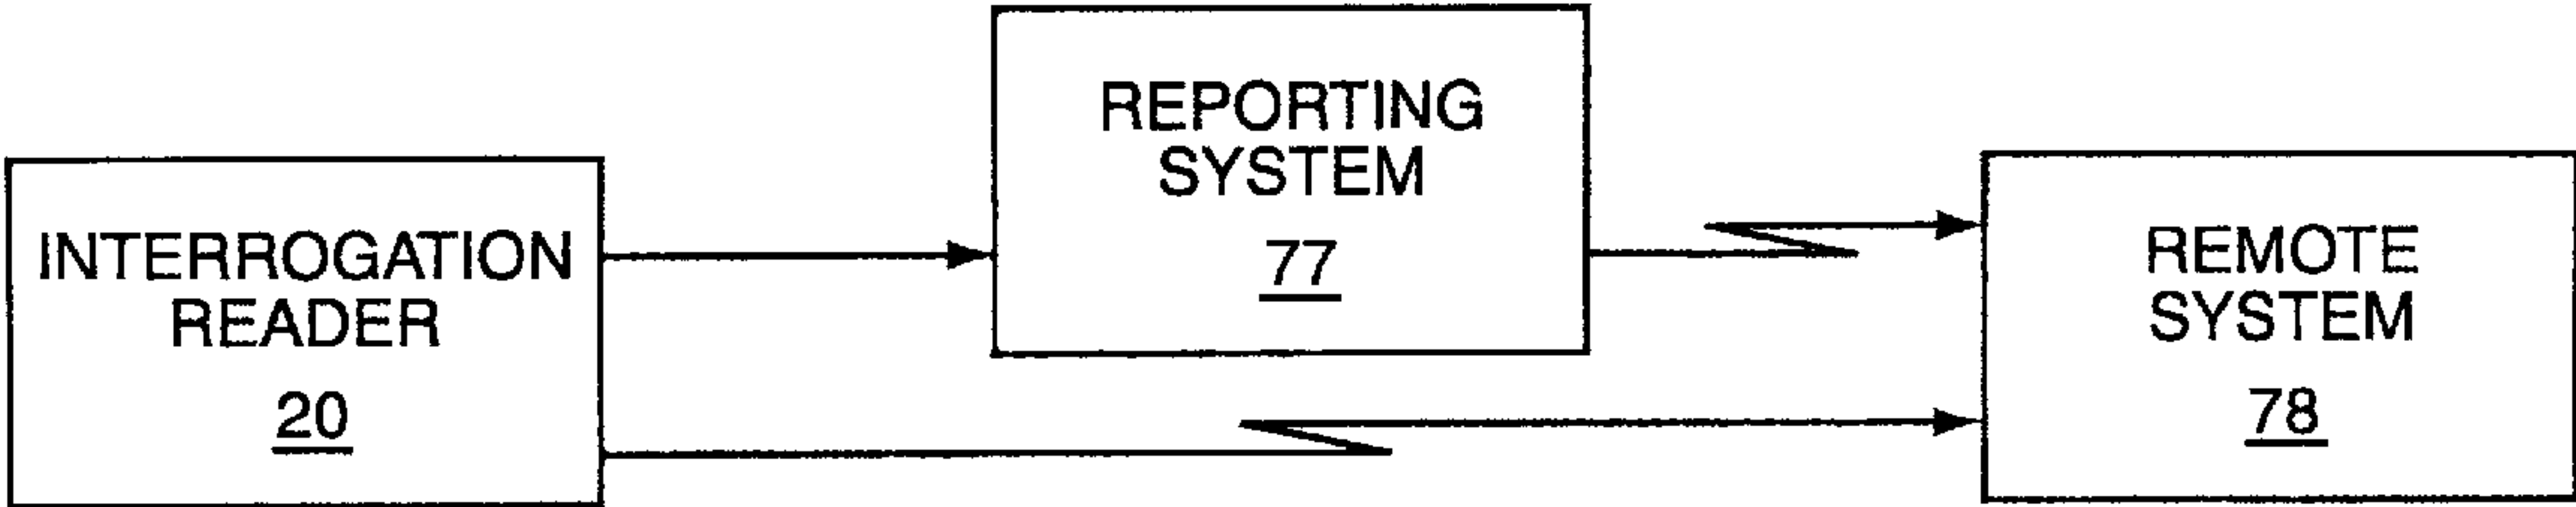 INTERROGATION
READER
20
REPORTING
SYSTEM
77
REMOTE
SYSTEM
78